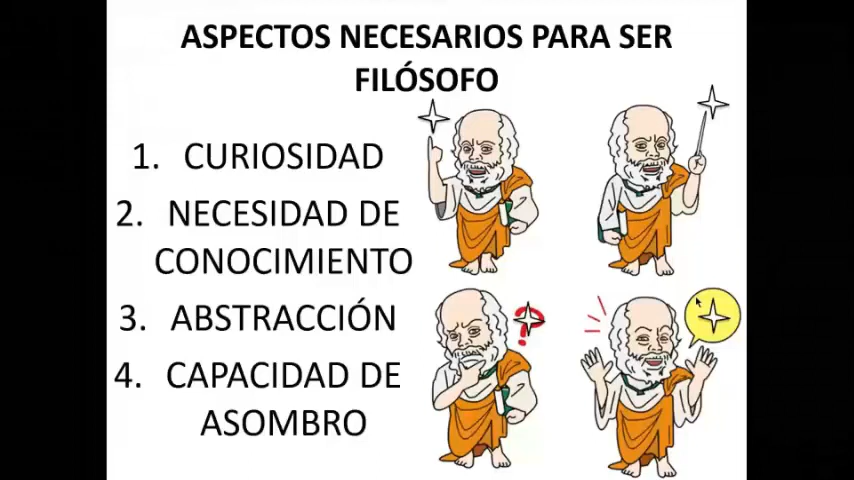 ASPECTOS NECESARIOS PARA SER
FILÓSOFO
1. CURIOSIDAD
2. NECESIDAD DE
CONOCIMIENTO
3. ABSTRACCIÓN
4. CAPACIDAD DE
ASOMBRO
?